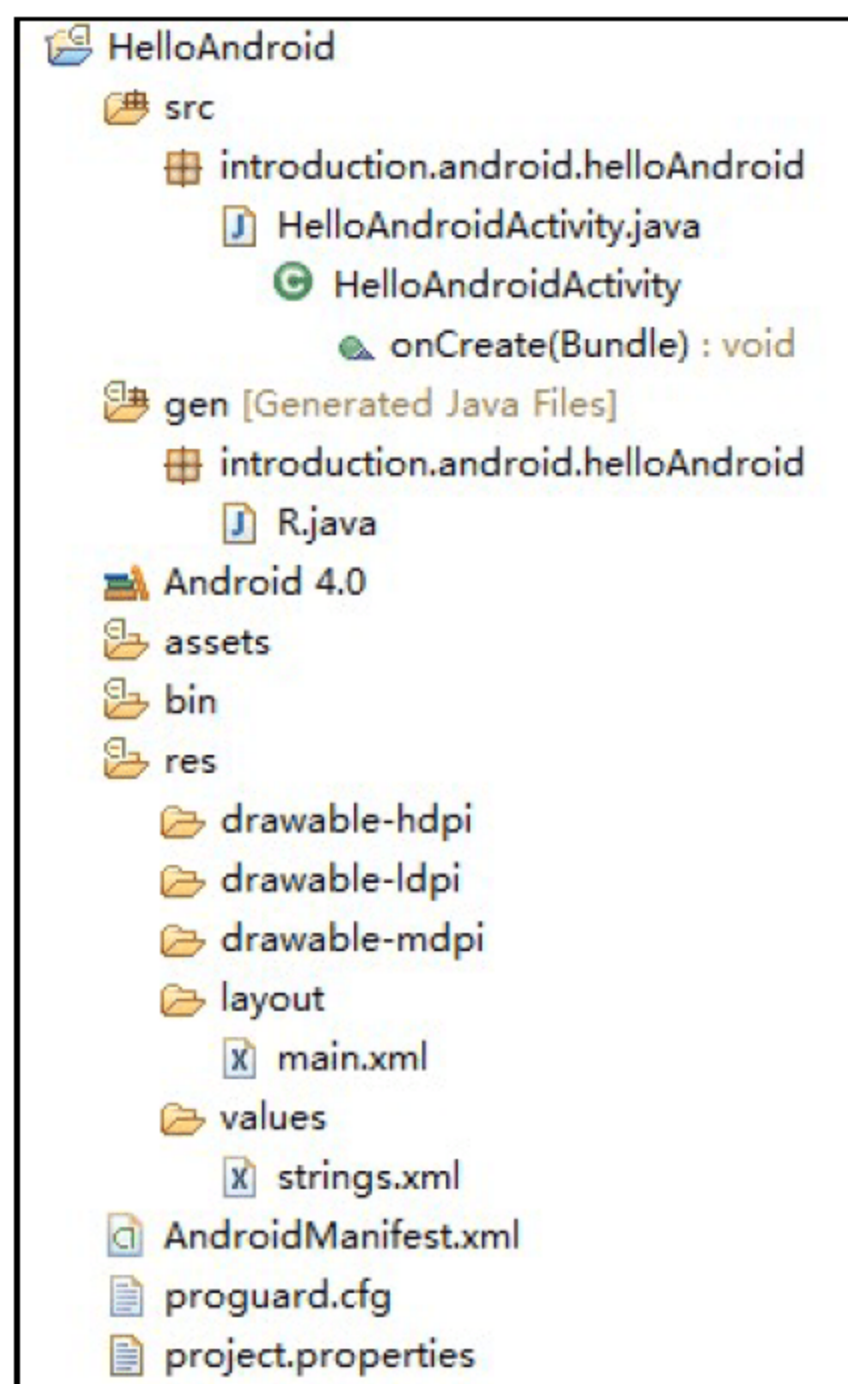 HelloAndroid
src
introduction.android.helloAndroid
HelloAndroidActivity.java
HelloAndroidActivity
onCreate(Bundle) : void
gen [Generated Java Files]
introduction.android.helloAndroid
R.java
Android 4.0
assets
bin
res
drawable-hdpi
drawable-ldpi
drawable-mdpi
layout
main.xml
values
strings.xml
AndroidManifest.xml
proguard.cfg
project.properties